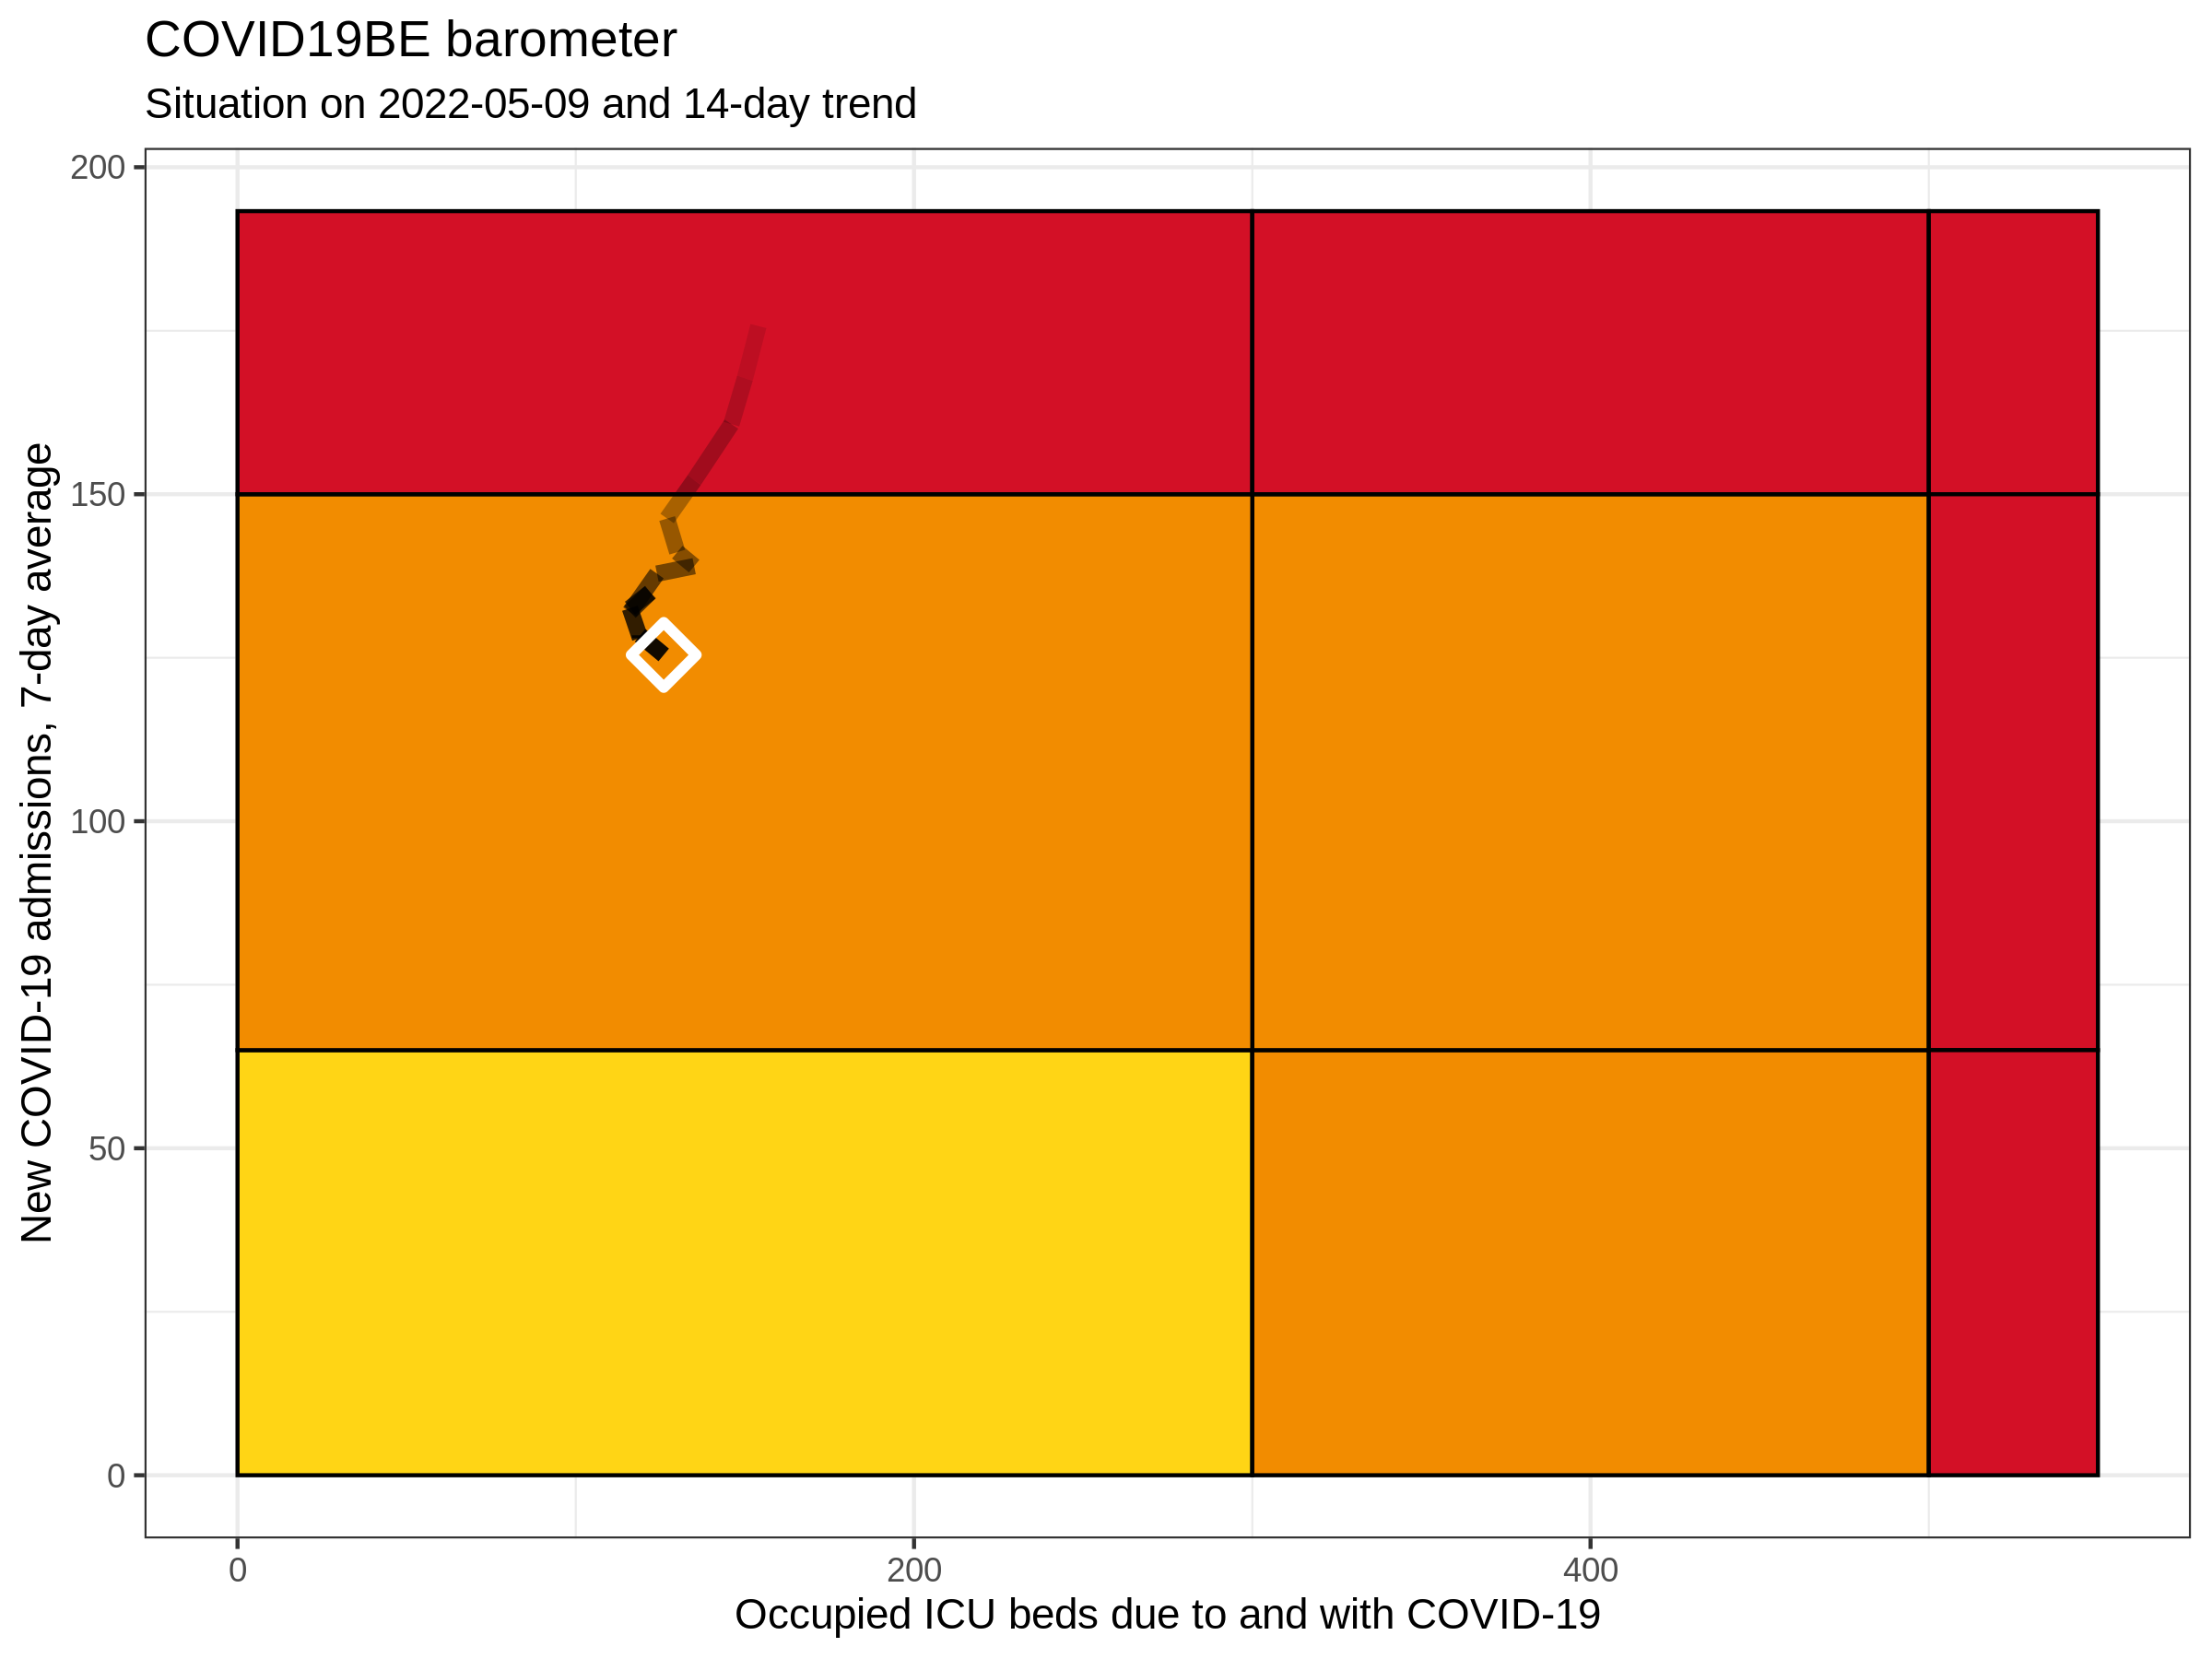 COVID19BE barometer
Situation on 2022-05-09 and 14-day trend
New COVID-19 admissions, 7-day average
200
150
100
50
0
0
200
400
Occupied ICU beds due to and with COVID-19